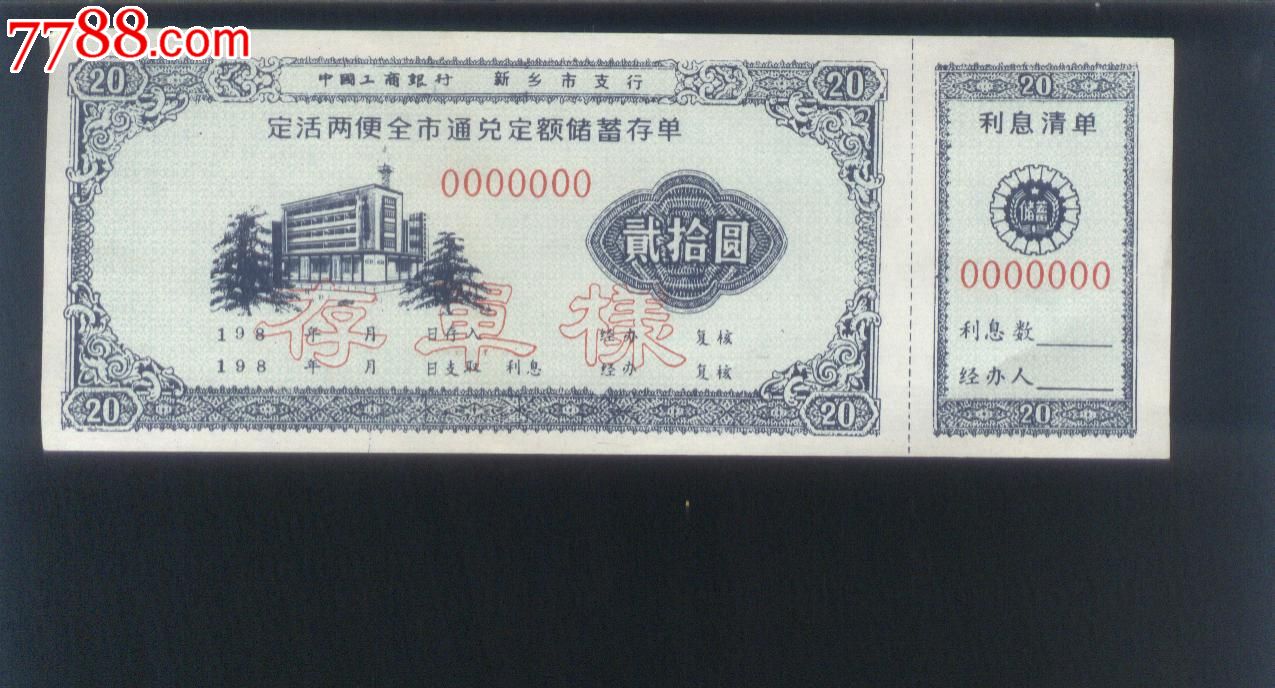 7788.com
20 中國工商銀行 新乡市支行 20
定活两便全市通兑定额储蓄存单
0000000
贰拾圆
存單樣
198 年 月 日存入 经办 复核
198 年 月 日支取 利息 经办 复核
20 20
20
利息清单
储蓄
0000000
利息数
经办人
20